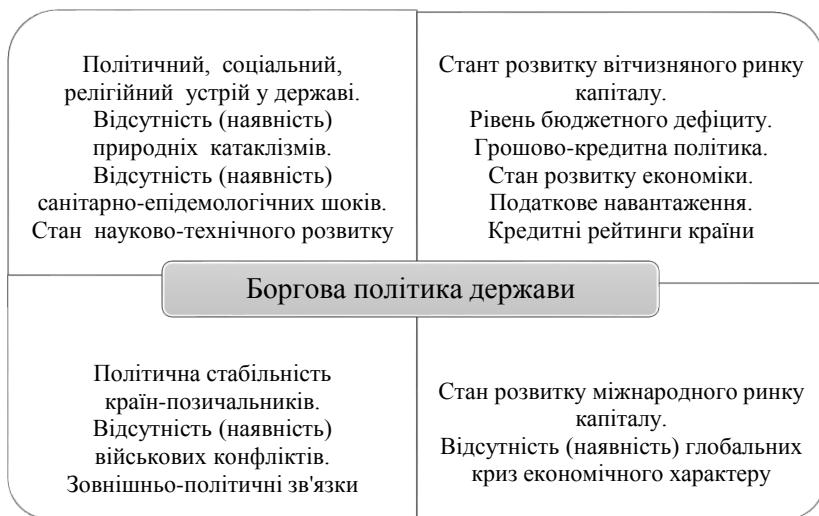 Політичний, соціальний,
релігійний устрій у державі.
Відсутність (наявність)
природніх катаклізмів.
Відсутність (наявність)
санітарно-епідемологічних шоків.
Стан науково-технічного розвитку
Стант розвитку вітчизняного ринку
капіталу.
Рівень бюджетного дефіциту.
Грошово-кредитна політика.
Стан розвитку економіки.
Податкове навантаження.
Кредитні рейтинги країни
Боргова політика держави
Політична стабільність
країн-позичальників.
Відсутність (наявність)
військових конфліктів.
Зовнішньо-політичні зв'язки
Стан розвитку міжнародного ринку
капіталу.
Відсутність (наявність) глобальних
криз економічного характеру